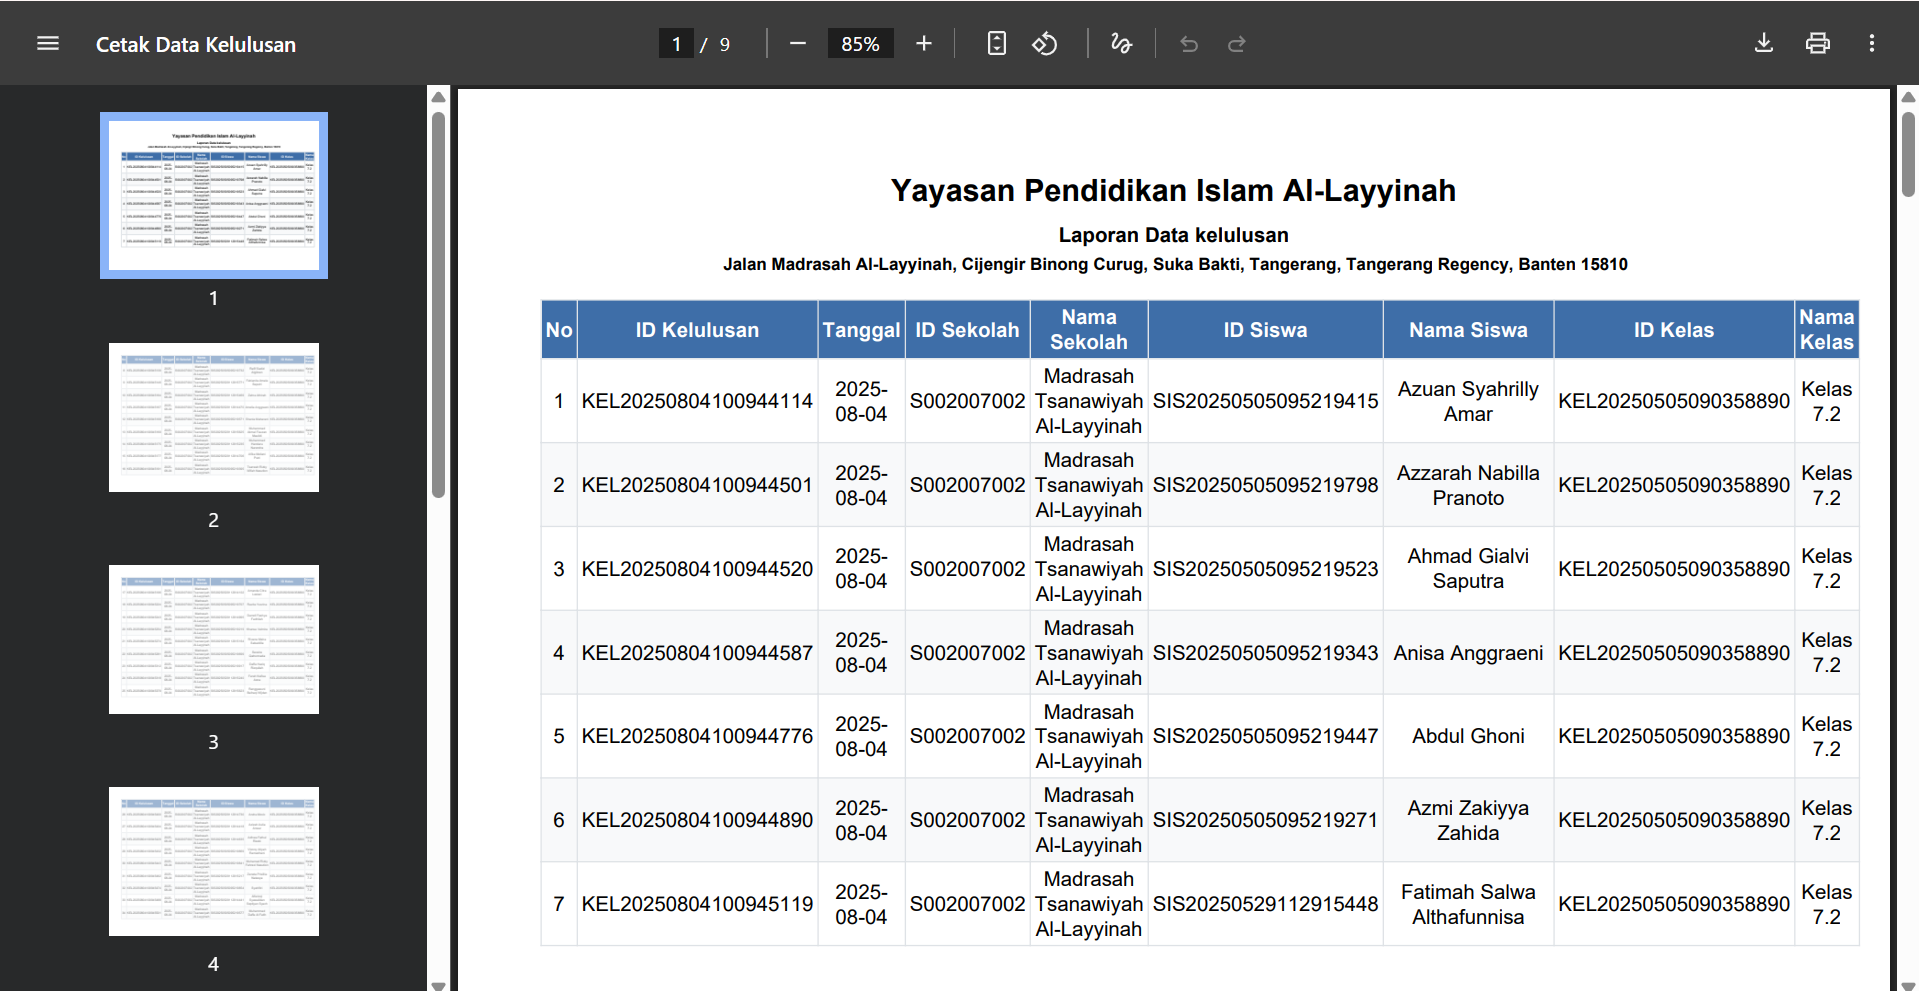 Cetak Data Kelulusan
1 / 9
85%
1
2
3
4
Yayasan Pendidikan Islam Al-Layyinah
Laporan Data kelulusan
Jalan Madrasah Al-Layyinah, Cijengir Binong Curug, Suka Bakti, Tangerang, Tangerang Regency, Banten 15810
No ID Kelulusan Tanggal ID Sekolah Nama Sekolah ID Siswa Nama Siswa ID Kelas Nama Kelas
1 KEL20250804100944114 2025-08-04 S002007002 Madrasah Tsanawiyah Al-Layyinah SIS20250505095219415 Azuan Syahrilly Amar KEL20250505090358890 Kelas 7.2
2 KEL20250804100944501 2025-08-04 S002007002 Madrasah Tsanawiyah Al-Layyinah SIS20250505095219798 Azzarah Nabilla Pranoto KEL20250505090358890 Kelas 7.2
3 KEL20250804100944520 2025-08-04 S002007002 Madrasah Tsanawiyah Al-Layyinah SIS20250505095219523 Ahmad Gialvi Saputra KEL20250505090358890 Kelas 7.2
4 KEL20250804100944587 2025-08-04 S002007002 Madrasah Tsanawiyah Al-Layyinah SIS20250505095219343 Anisa Anggraeni KEL20250505090358890 Kelas 7.2
5 KEL20250804100944776 2025-08-04 S002007002 Madrasah Tsanawiyah Al-Layyinah SIS20250505095219447 Abdul Ghoni KEL20250505090358890 Kelas 7.2
6 KEL20250804100944890 2025-08-04 S002007002 Madrasah Tsanawiyah Al-Layyinah SIS20250505095219271 Azmi Zakiyya Zahida KEL20250505090358890 Kelas 7.2
7 KEL20250804100945119 2025-08-04 S002007002 Madrasah Tsanawiyah Al-Layyinah SIS20250529112915448 Fatimah Salwa Althafunnisa KEL20250505090358890 Kelas 7.2